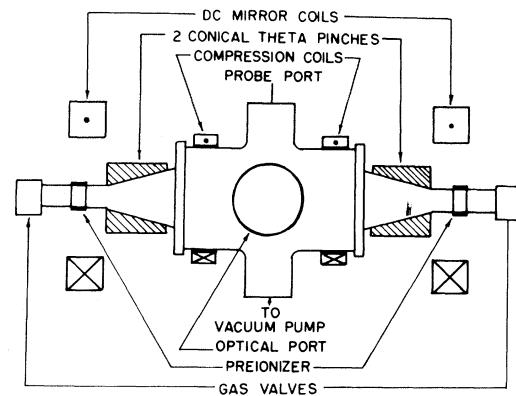 DC MIRROR COILS
2 CONICAL THETA PINCHES
COMPRESSION COILS
PROBE PORT
TO
VACUUM PUMP
OPTICAL PORT
PREIONIZER
GAS VALVES